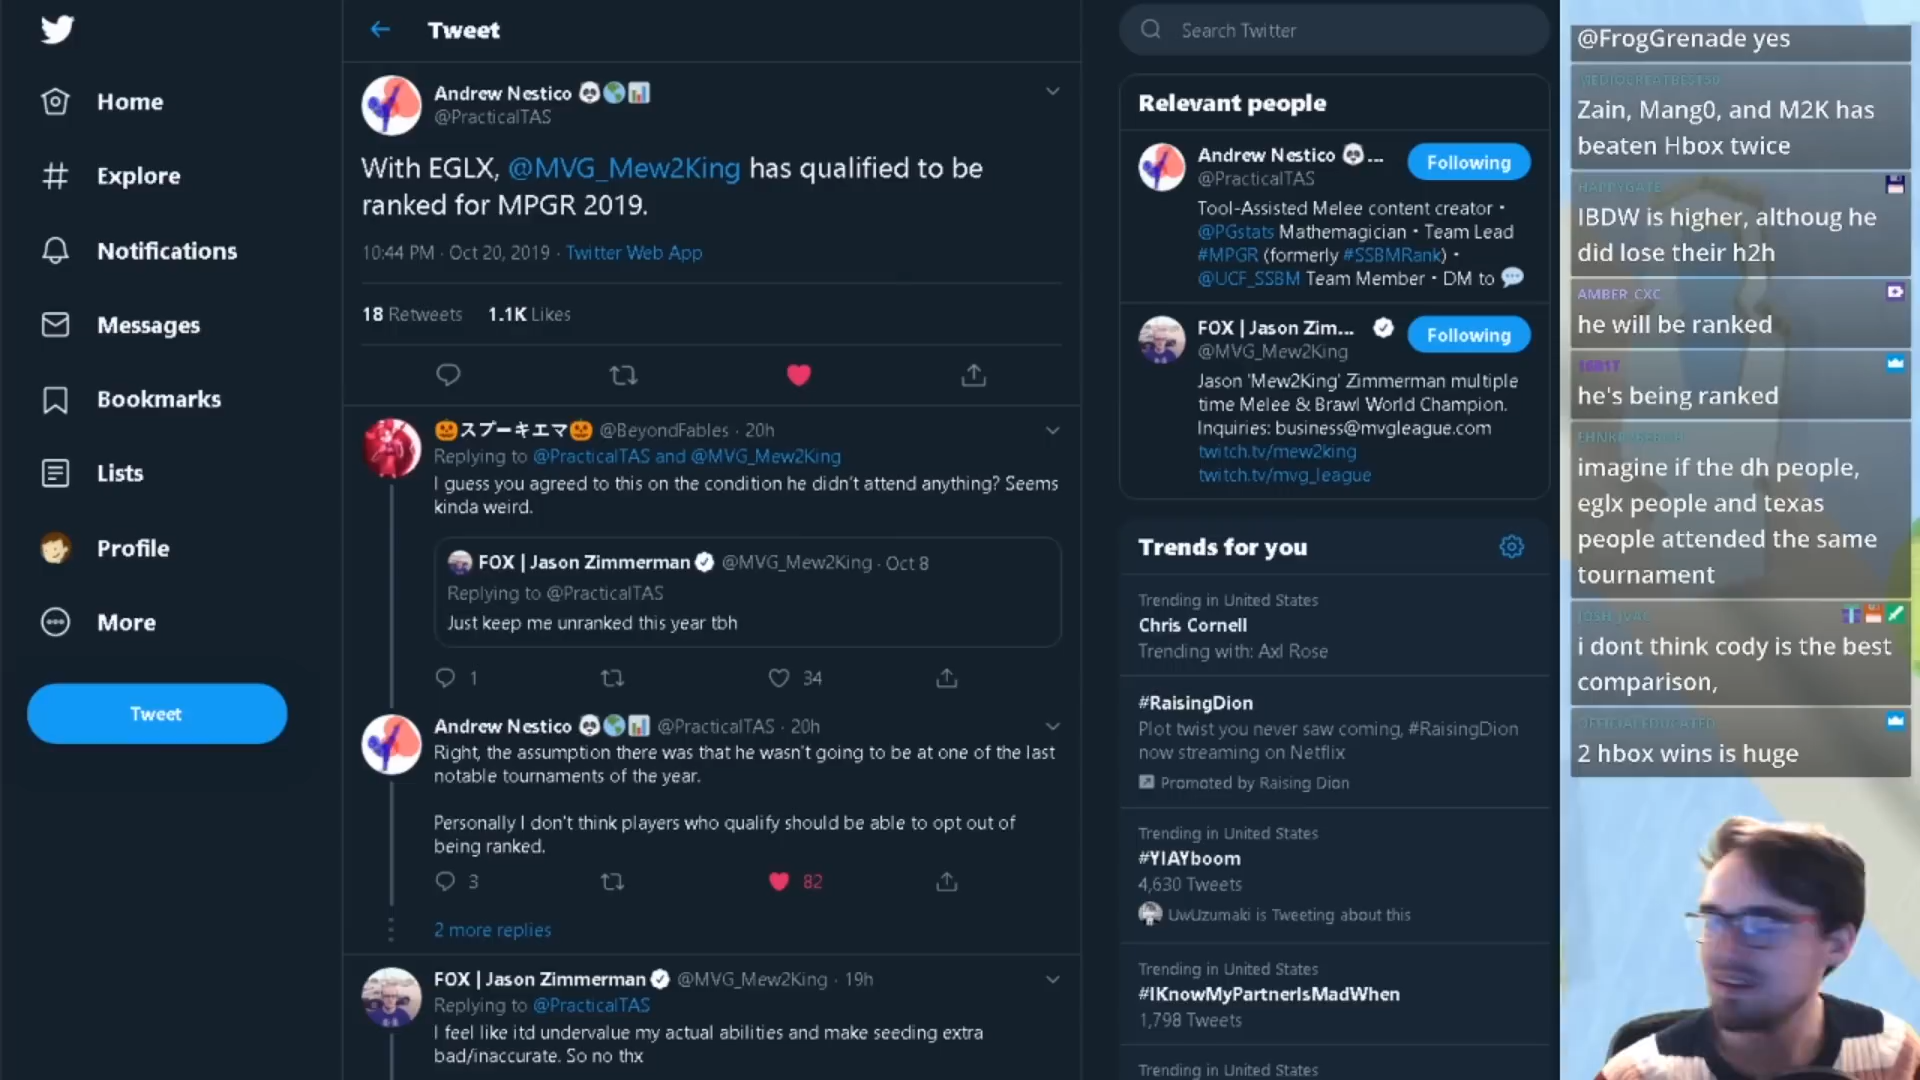 Home
Explore
Notifications
Messages
Bookmarks
Lists
Profile
More
Tweet
Tweet
Andrew Nestico
@PracticalTAS
With EGLX, @MVG_Mew2King has qualified to be
ranked for MPGR 2019.
10:44 PM · Oct 20, 2019 · Twitter Web App
18 Retweets 1.1K Likes
🎃スプーキエマ🎃 @BeyondFables · 20h
Replying to @PracticalTAS and @MVG_Mew2King
I guess you agreed to this on the condition he didn't attend anything? Seems
kinda weird.
FOX | Jason Zimmerman @MVG_Mew2King · Oct 8
Replying to @PracticalTAS
Just keep me unranked this year tbh
1 34
Andrew Nestico @PracticalTAS · 20h
Right, the assumption there was that he wasn't going to be at one of the last
notable tournaments of the year.
Personally I don't think players who qualify should be able to opt out of
being ranked.
3 82
2 more replies
FOX | Jason Zimmerman @MVG_Mew2King · 19h
Replying to @PracticalTAS
I feel like itd undervalue my actual abilities and make seeding extra
bad/inaccurate. So no thx
Search Twitter
Relevant people
Andrew Nestico ...
@PracticalTAS
Following
Tool-Assisted Melee content creator •
@PGstats Mathemagician • Team Lead
#MPGR (formerly #SSBMRank) •
@UCF_SSBM Team Member • DM to
FOX | Jason Zim...
@MVG_Mew2King
Following
Jason 'Mew2King' Zimmerman multiple
time Melee & Brawl World Champion.
Inquiries: business@mvgleague.com
twitch.tv/mew2king
twitch.tv/mvg_league
Trends for you
Trending in United States
Chris Cornell
Trending with: Axl Rose
#RaisingDion
Plot twist you never saw coming, #RaisingDion
now streaming on Netflix
Promoted by Raising Dion
Trending in United States
#YIAYboom
4,630 Tweets
UwUzumaki is Tweeting about this
Trending in United States
#IKnowMyPartnerIsMadWhen
1,798 Tweets
Trending in United States
@FrogGrenade yes
Zain, Mang0, and M2K has
beaten Hbox twice
HAPPYGATE
IBDW is higher, althoug he
did lose their h2h
AMBER_CXC
he will be ranked
he's being ranked
imagine if the dh people,
eglx people and texas
people attended the same
tournament
i dont think cody is the best
comparison,
OFFICIALEDUCATED
2 hbox wins is huge